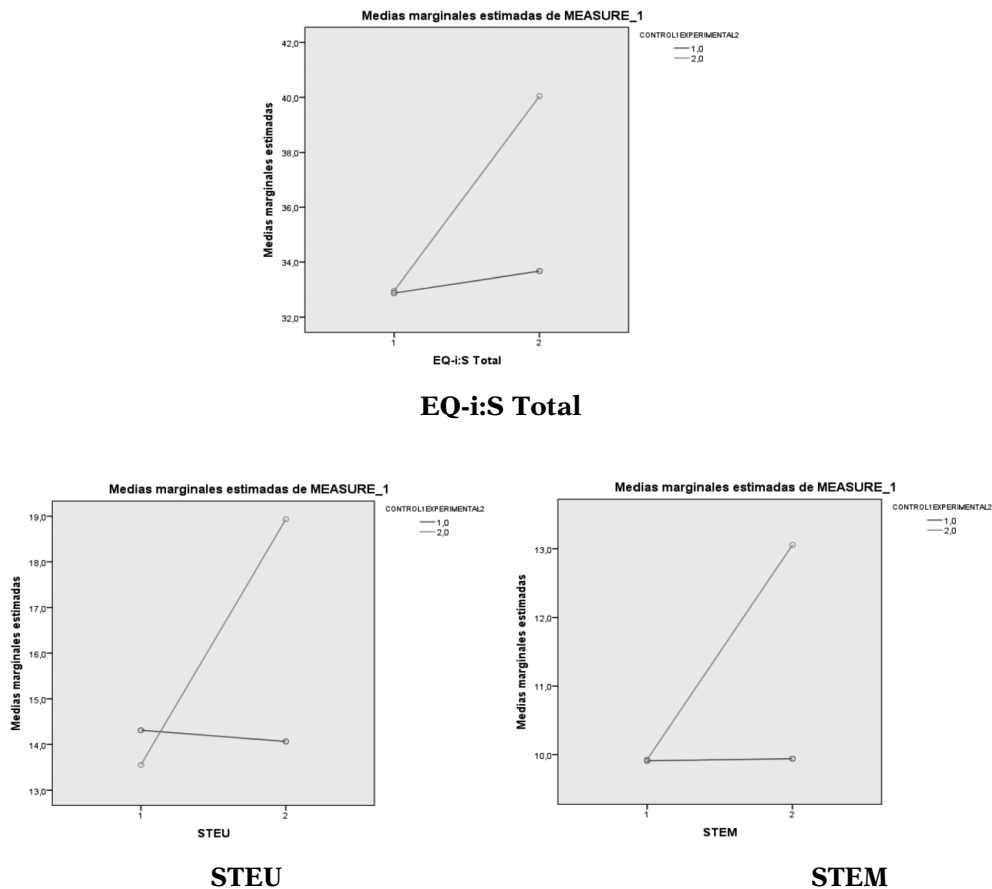 Medias marginales estimadas de MEASURE_1
CONTROL1EXPERIMENTAL2
1,0
2,0
Medias marginales estimadas
42,0
40,0
38,0
36,0
34,0
32,0
1 2
EQ-i:S Total
EQ-i:S Total
Medias marginales estimadas de MEASURE_1
CONTROL1EXPERIMENTAL2
1,0
2,0
Medias marginales estimadas
19,0
18,0
17,0
16,0
15,0
14,0
13,0
1 2
STEU
STEU
Medias marginales estimadas de MEASURE_1
CONTROL1EXPERIMENTAL2
1,0
2,0
Medias marginales estimadas
13,0
12,0
11,0
10,0
1 2
STEM
STEM